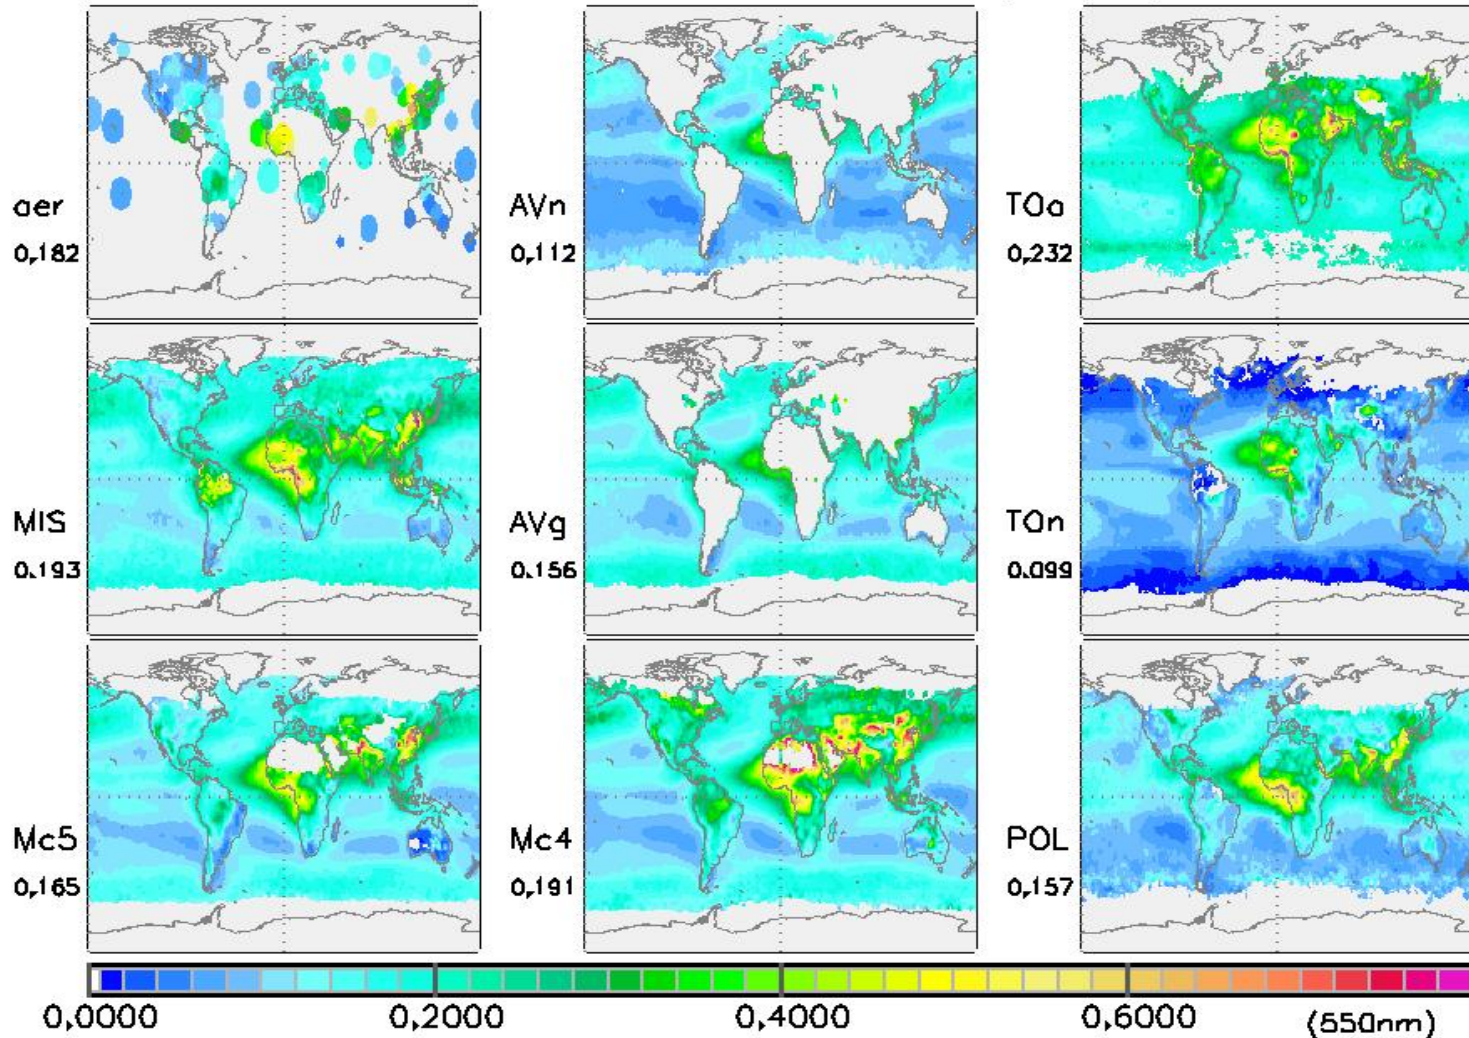 aer
0,182
AVn
0,112
TOa
0,232
MIS
0,193
AVg
0,156
TOn
0,099
Mc5
0,165
Mc4
0,191
POL
0,157
0,0000 0,2000 0,4000 0,6000 (550nm)